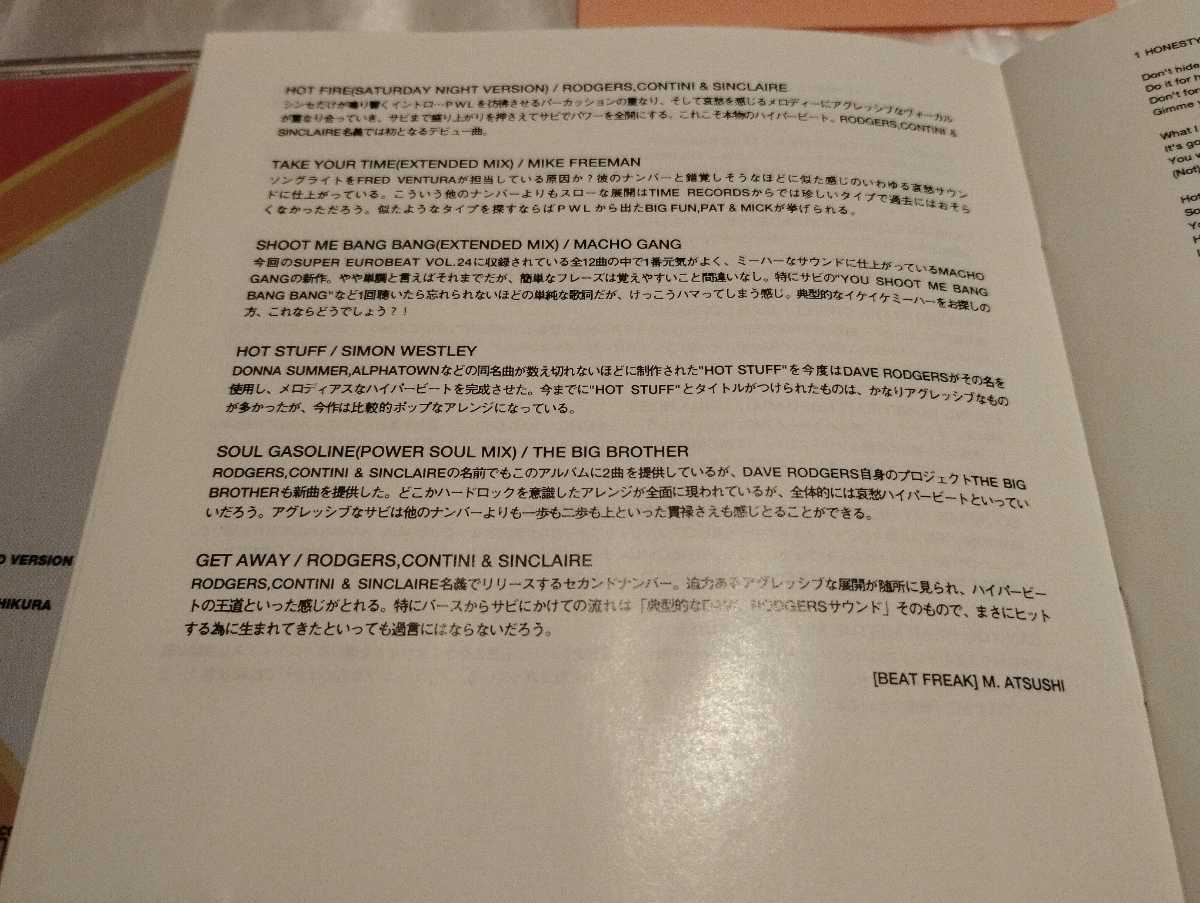 HOT FIRE(SATURDAY NIGHT VERSION) / RODGERS,CONTINI & SINCLAIRE
シンセだけが鳴り響くイントロ…ＰＷＬを彷彿させるパーカッションの重なり、そして哀愁を感じるメロディーにアグレッシブなヴォーカル
が重なり合っていき、サビまで盛り上がりを押さえてサビでパワーを全開にする。これこそ本物のハイパービート。RODGERS,CONTINI &
SINCLAIRE名義では初となるデビュー曲。
TAKE YOUR TIME(EXTENDED MIX) / MIKE FREEMAN
ソングライトをFRED VENTURAが担当している原因か？彼のナンバーと錯覚しそうなほどに似た感じのいわゆる哀愁サウン
ドに仕上がっている。こういう他のナンバーよりもスローな展開はTIME RECORDSからでは珍しいタイプで過去にはおそら
くなかっただろう。似たようなタイプを探すならばＰＷＬから出たBIG FUN,PAT & MICKが挙げられる。
SHOOT ME BANG BANG(EXTENDED MIX) / MACHO GANG
今回のSUPER EUROBEAT VOL.24に収録されている全12曲の中で1番元気がよく、ミーハーなサウンドに仕上がっているMACHO
GANGの新作。やや単調と言えばそれまでだが、簡単なフレーズは覚えやすいこと間違いなし。特にサビの"YOU SHOOT ME BANG
BANG BANG"など1回聴いたら忘れられないほどの単純な歌詞だが、けっこうハマってしまう感じ。典型的なイケイケミーハーをお探しの
方、これならどうでしょう？！
HOT STUFF / SIMON WESTLEY
DONNA SUMMER,ALPHATOWNなどの同名曲が数え切れないほどに制作された"HOT STUFF"を今度はDAVE RODGERSがその名を
使用し、メロディアスなハイパービートを完成させた。今までに"HOT STUFF"とタイトルがつけられたものは、かなりアグレッシブなもの
が多かったが、今作は比較的ポップなアレンジになっている。
SOUL GASOLINE(POWER SOUL MIX) / THE BIG BROTHER
RODGERS,CONTINI & SINCLAIREの名前でもこのアルバムに2曲を提供しているが、DAVE RODGERS自身のプロジェクトTHE BIG
BROTHERも新曲を提供した。どこかハードロックを意識したアレンジが全面に現われているが、全体的には哀愁ハイパービートといってい
いだろう。アグレッシブなサビは他のナンバーよりも一歩も二歩も上といった貫禄さえも感じとることができる。
GET AWAY / RODGERS,CONTINI & SINCLAIRE
RODGERS,CONTINI & SINCLAIRE名義でリリースするセカンドナンバー。迫力あるアグレッシブな展開が随所に見られ、ハイパービー
トの王道といった感じがとれる。特にバースからサビにかけての流れは「典型的なDAVE RODGERSサウンド」そのもので、まさにヒット
する為に生まれてきたといっても過言にはならないだろう。
[BEAT FREAK] M. ATSUSHI
1 HONESTY
Don't hide
Do it for
Don't for
Gimme
What I
It's go
You
(Not)
Hot
So
VERSION
HIKURA